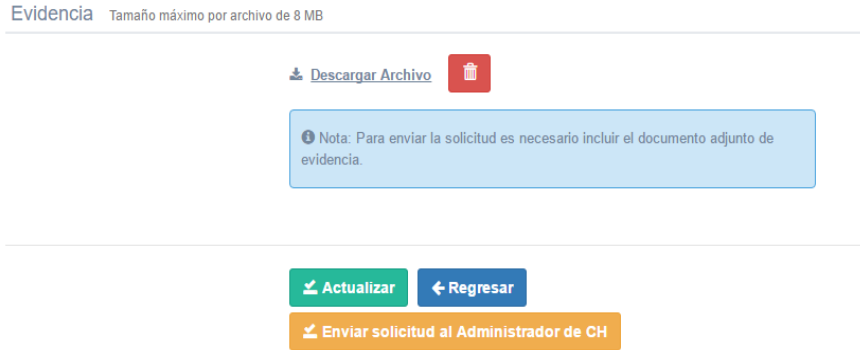 Evidencia Tamaño máximo por archivo de 8 MB
Descargar Archivo
Nota: Para enviar la solicitud es necesario incluir el documento adjunto de
evidencia.
Actualizar Regresar
Enviar solicitud al Administrador de CH